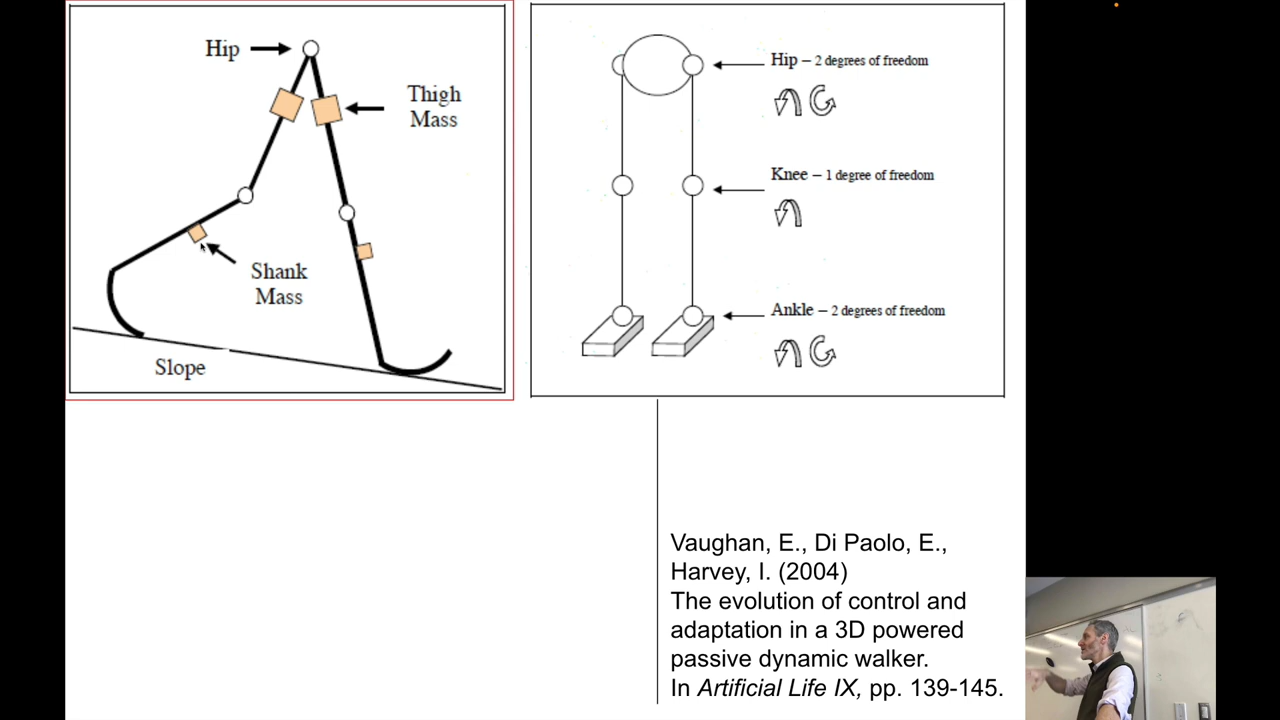 Hip
Thigh
Mass
Shank
Mass
Slope
Hip – 2 degrees of freedom
Knee – 1 degree of freedom
Ankle – 2 degrees of freedom
Vaughan, E., Di Paolo, E.,
Harvey, I. (2004)
The evolution of control and
adaptation in a 3D powered
passive dynamic walker.
In Artificial Life IX, pp. 139-145.